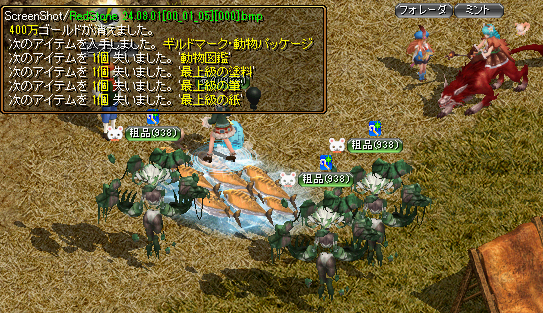 ScreenShot/RedStone 14.08.01[00_01_05][000].bmp
400万ゴールドが消えました。
次のアイテムを入手しました。ギルドマーク・動物パッケージ
次のアイテムを 1個 失いました。'動物図鑑'
次のアイテムを 1個 失いました。'最上級の塗料'
次のアイテムを 1個 失いました。'最上級の筆'
次のアイテムを 1個 失いました。'最上級の紙'
フォレーダ ミント
粗品(938)
粗品(938)
粗品(938)